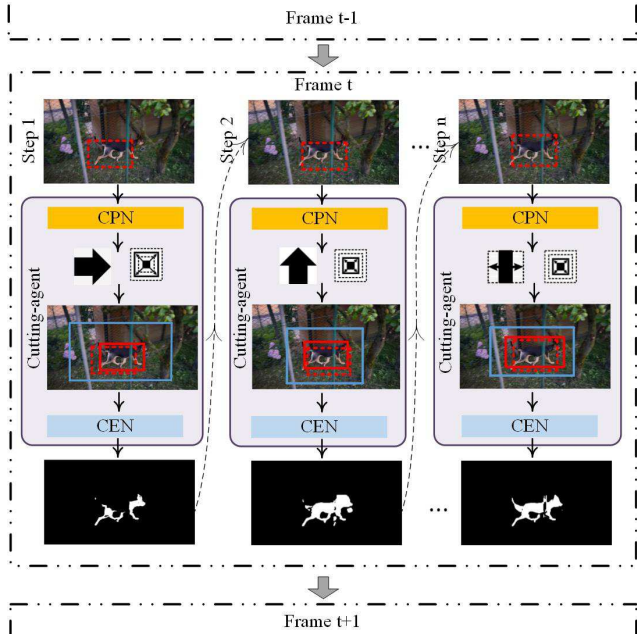 Frame t-1
Frame t
Step 1
Step 2
...
Step n
Cutting-agent
CPN
CEN
Cutting-agent
CPN
CEN
Cutting-agent
CPN
CEN
...
Frame t+1